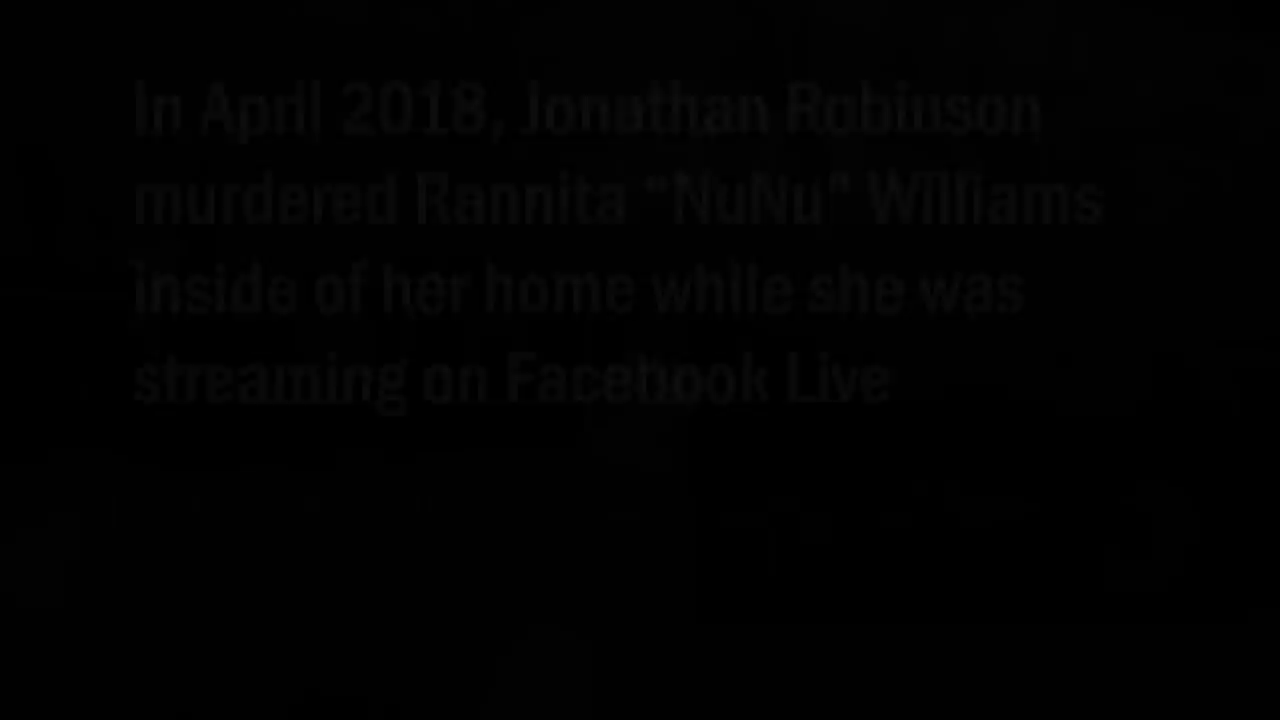 In April 2018, Jonathan Robinson
murdered Rannita “NuNu” Williams
inside of her home while she was
streaming on Facebook Live